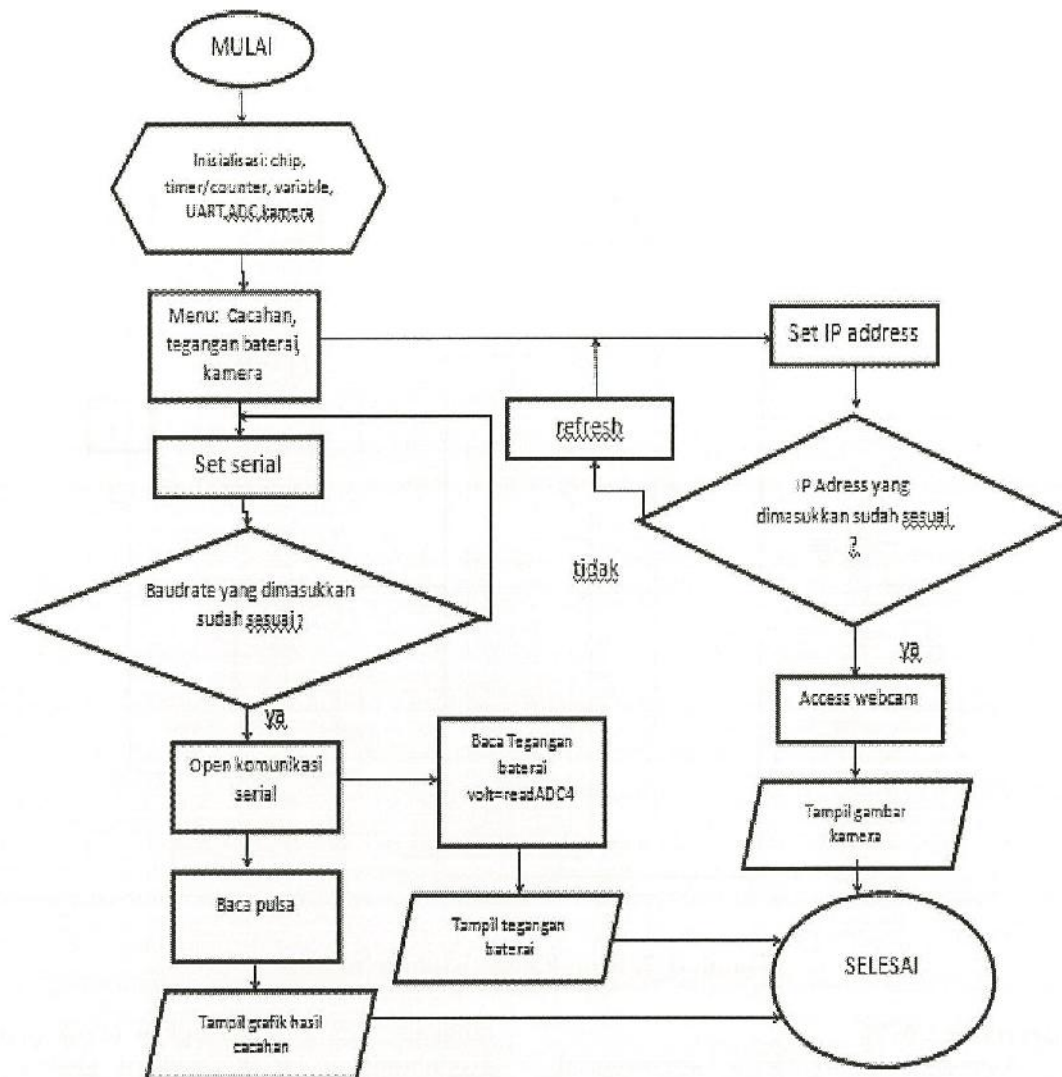 MULAI
Inisialisasi: chip,
timer/counter, variable,
UART,ADC,kamera
Menu: Cacahan,
tegangan baterai,
kamera
Set IP address
refresh
Set serial
IP Adress yang
dimasukkan sudah sesuai
?
tidak
Baudrate yang dimasukkan
sudah sesuai?
ya
ya
Access webcam
Open komunikasi
serial
Baca Tegangan
baterai
volt=readADC4
Tampil gambar
kamera
Baca pulsa
Tampil tegangan
baterai
SELESAI
Tampil grafik hasil
cacahan